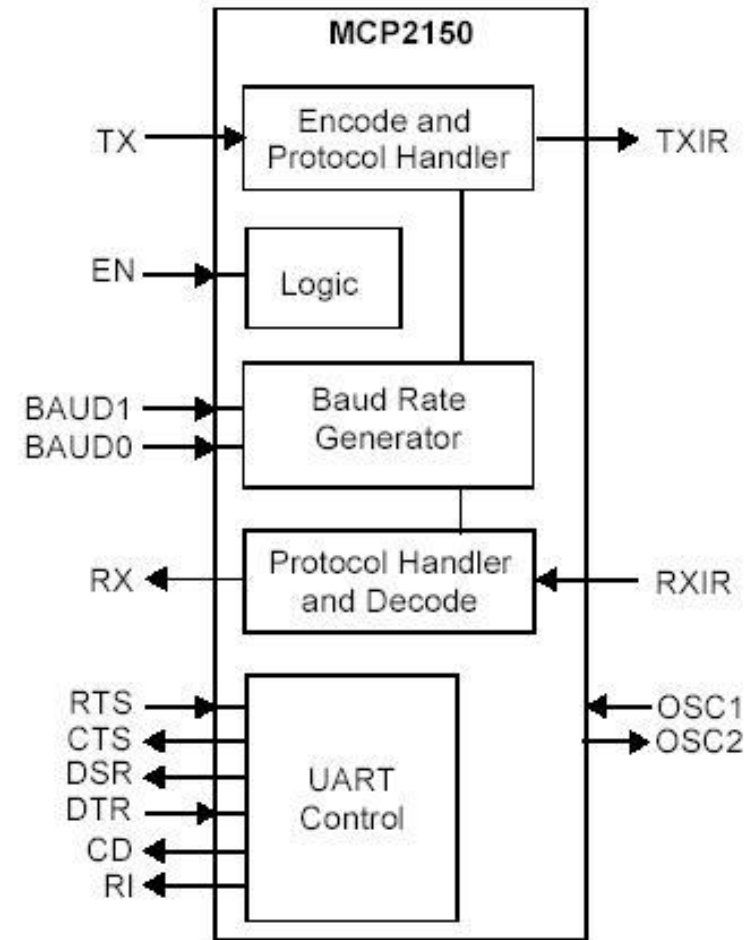 MCP2150
TX
Encode and
Protocol Handler
TXIR
EN
Logic
BAUD1
BAUD0
Baud Rate
Generator
RX
Protocol Handler
and Decode
RXIR
RTS
CTS
DSR
DTR
CD
RI
UART
Control
OSC1
OSC2